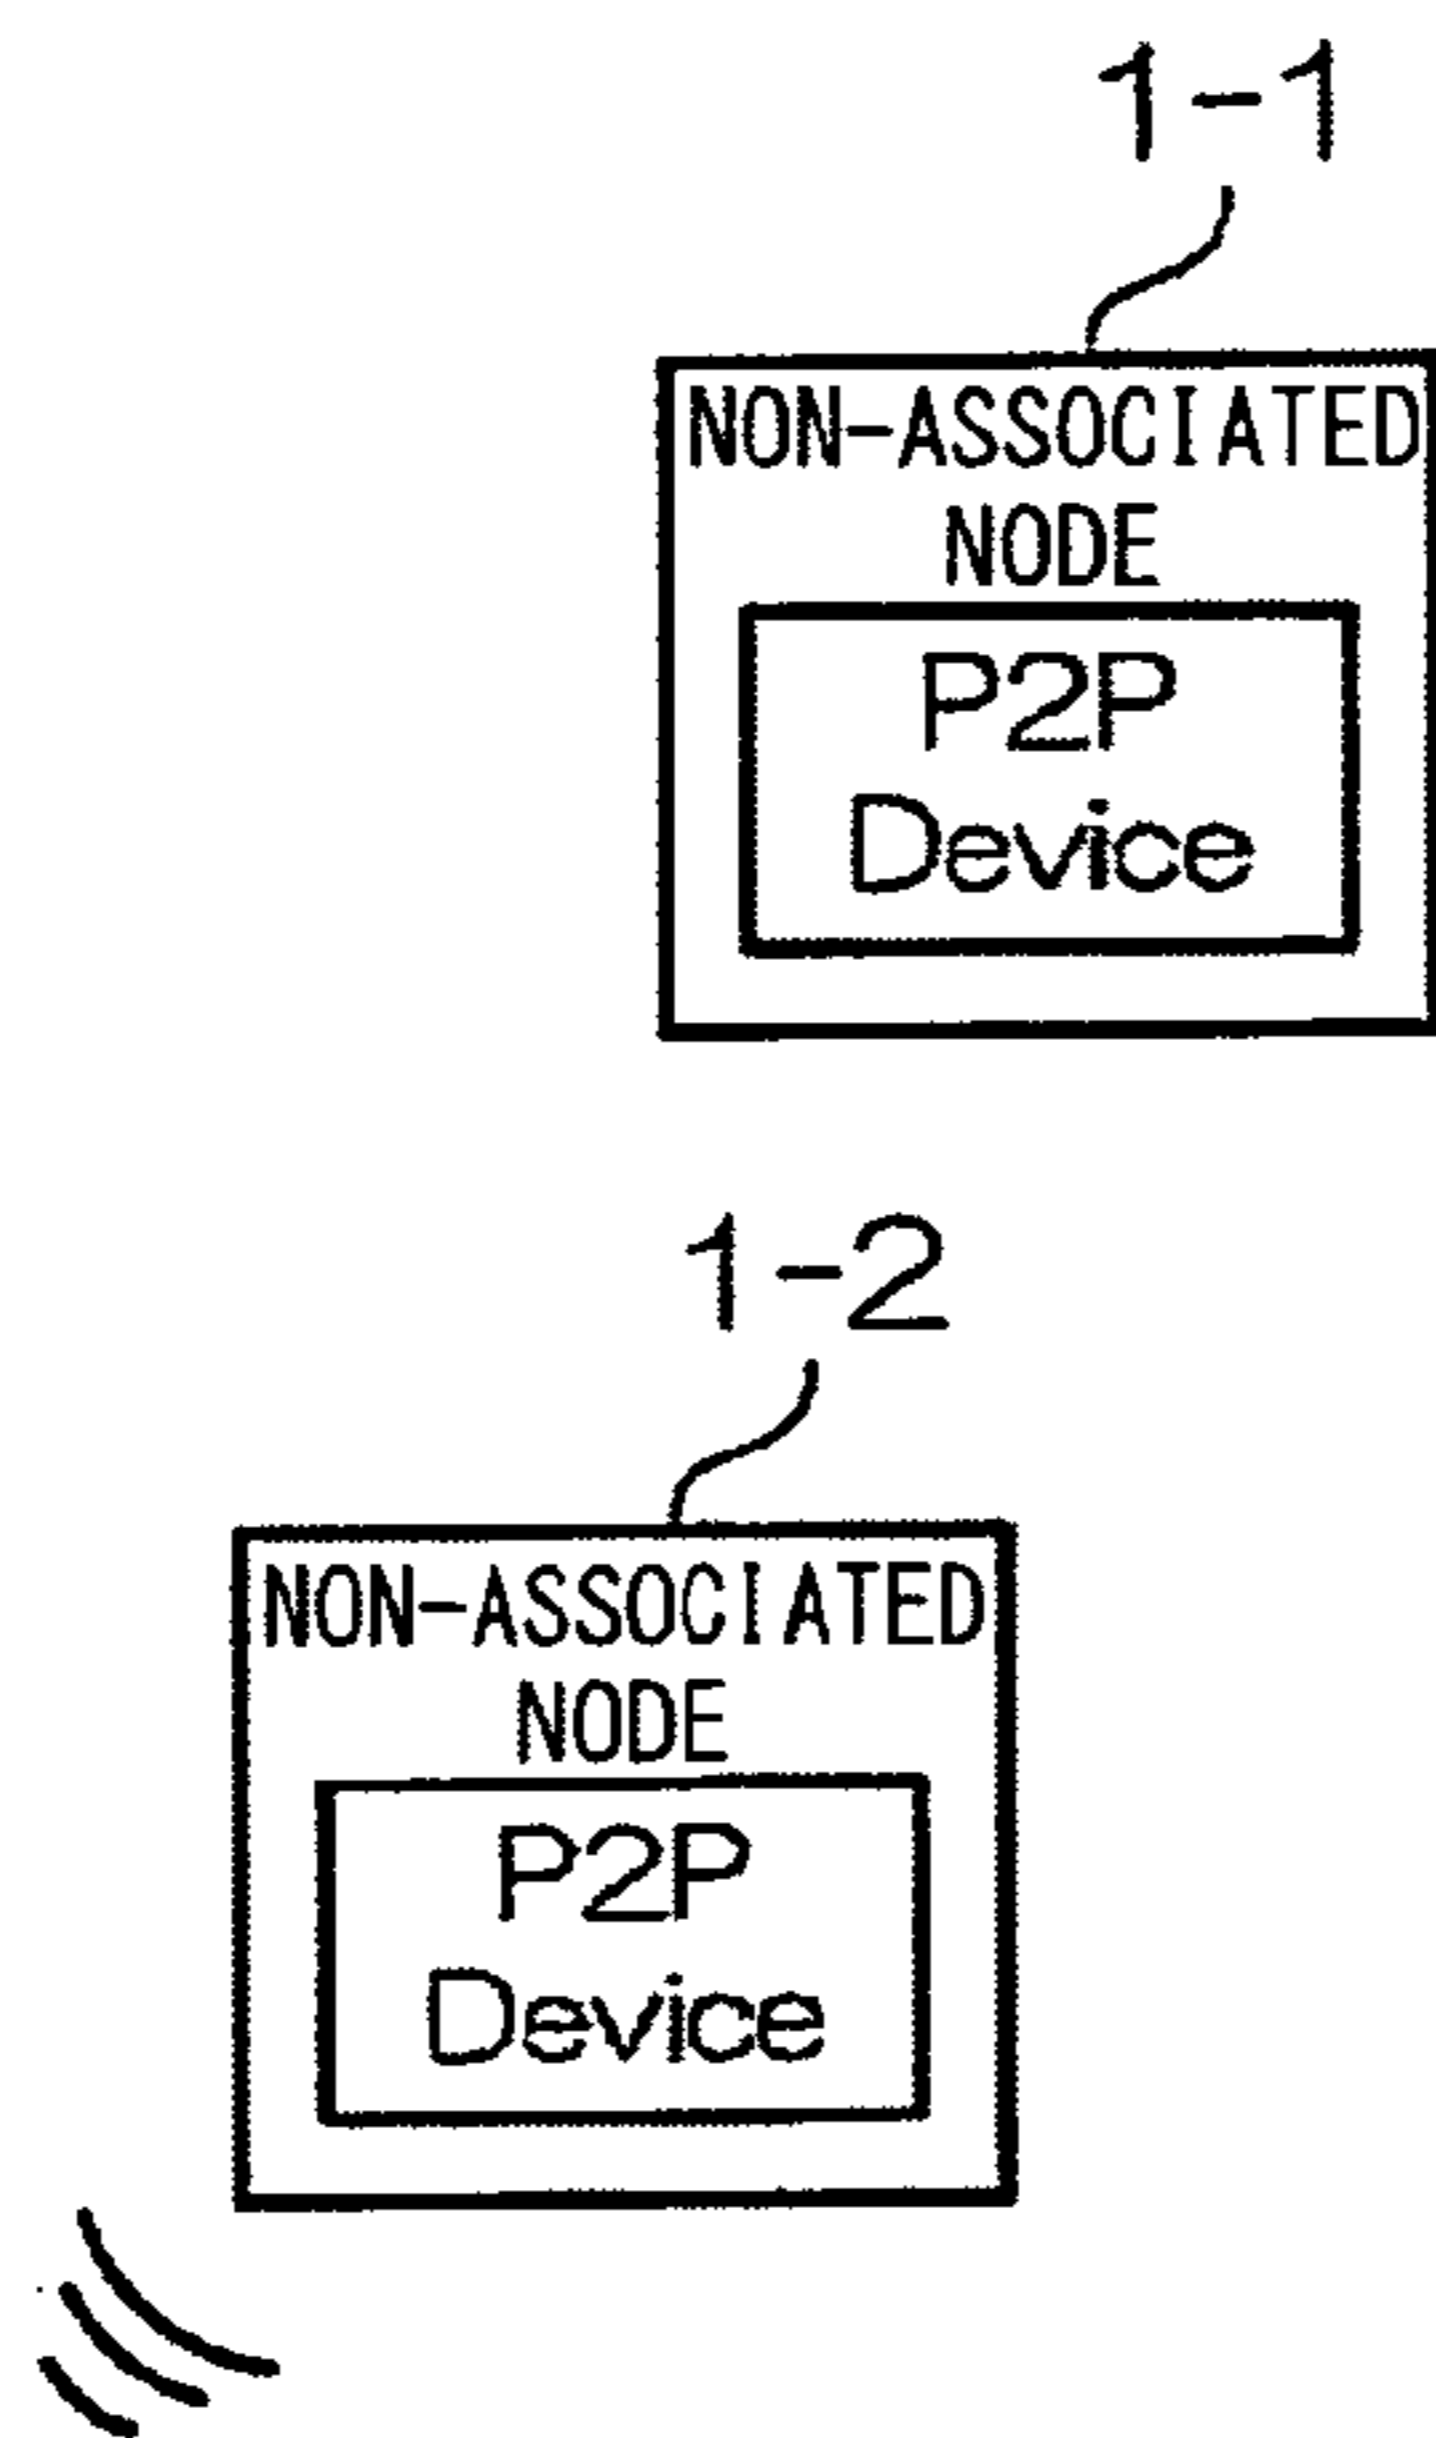 1-1
NON-ASSOCIATED
NODE
P2P
Device
1-2
NON-ASSOCIATED
NODE
P2P
Device